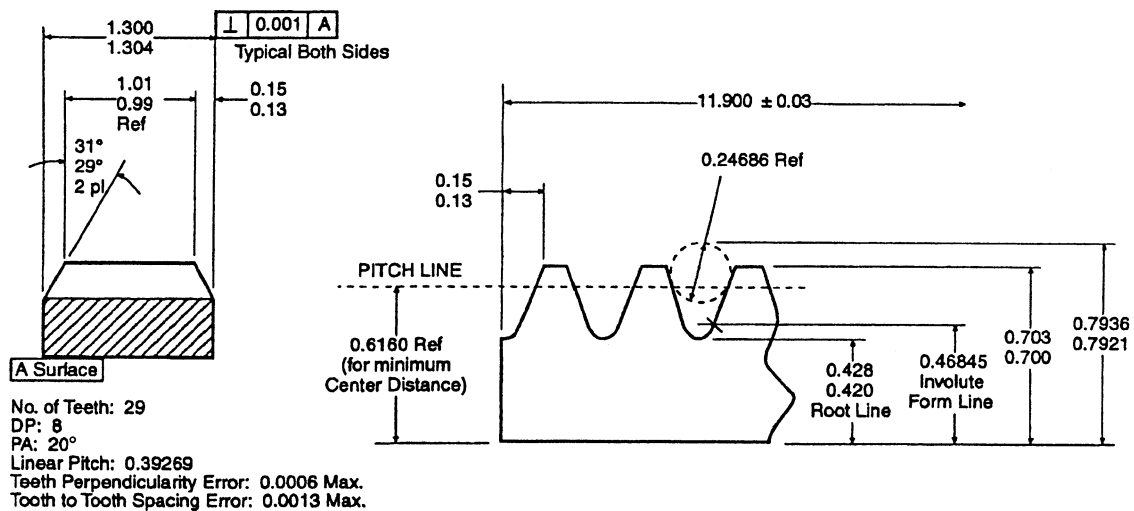 1.300
1.304
⊥ 0.001 A
Typical Both Sides
1.01
0.99
Ref
0.15
0.13
31°
29°
2 pl
A Surface
No. of Teeth: 29
DP: 8
PA: 20°
Linear Pitch: 0.39269
Teeth Perpendicularity Error: 0.0006 Max.
Tooth to Tooth Spacing Error: 0.0013 Max.
11.900 ± 0.03
0.24686 Ref
0.15
0.13
PITCH LINE
0.6160 Ref
(for minimum
Center Distance)
0.428
0.420
Root Line
0.46845
Involute
Form Line
0.703
0.700
0.7936
0.7921